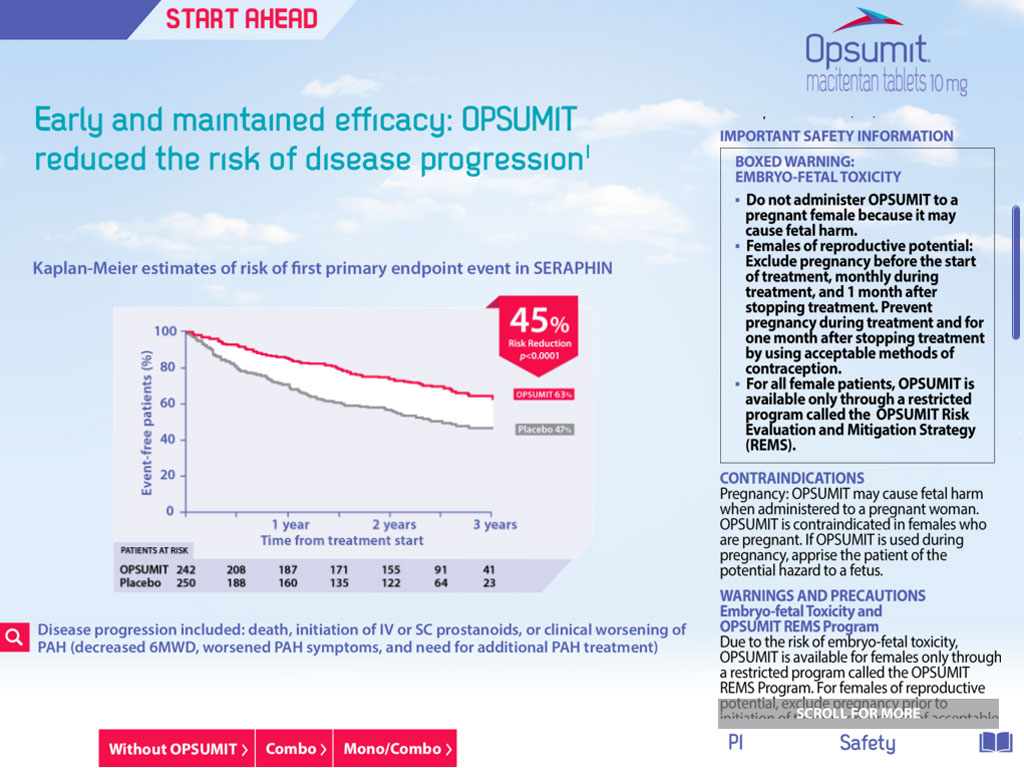 START AHEAD
Opsumit®
macitentan tablets 10 mg
Early and maintained efficacy: OPSUMIT
reduced the risk of disease progression¹
Kaplan-Meier estimates of risk of first primary endpoint event in SERAPHIN
45%
Risk Reduction
p<0.0001
OPSUMIT 63%
Placebo 47%
Event-free patients (%)
100
80
60
40
20
0
1 year 2 years 3 years
Time from treatment start
PATIENTS AT RISK
OPSUMIT 242 208 187 171 155 91 41
Placebo 250 188 160 135 122 64 23
Disease progression included: death, initiation of IV or SC prostanoids, or clinical worsening of
PAH (decreased 6MWD, worsened PAH symptoms, and need for additional PAH treatment)
Without OPSUMIT > Combo > Mono/Combo >
IMPORTANT SAFETY INFORMATION
BOXED WARNING:
EMBRYO-FETAL TOXICITY
▪ Do not administer OPSUMIT to a
pregnant female because it may
cause fetal harm.
▪ Females of reproductive potential:
Exclude pregnancy before the start
of treatment, monthly during
treatment, and 1 month after
stopping treatment. Prevent
pregnancy during treatment and for
one month after stopping treatment
by using acceptable methods of
contraception.
▪ For all female patients, OPSUMIT is
available only through a restricted
program called the OPSUMIT Risk
Evaluation and Mitigation Strategy
(REMS).
CONTRAINDICATIONS
Pregnancy: OPSUMIT may cause fetal harm
when administered to a pregnant woman.
OPSUMIT is contraindicated in females who
are pregnant. If OPSUMIT is used during
pregnancy, apprise the patient of the
potential hazard to a fetus.
WARNINGS AND PRECAUTIONS
Embryo-fetal Toxicity and
OPSUMIT REMS Program
Due to the risk of embryo-fetal toxicity,
OPSUMIT is available for females only through
a restricted program called the OPSUMIT
REMS Program. For females of reproductive
potential, exclude pregnancy prior to
SCROLL FOR MORE
PI Safety